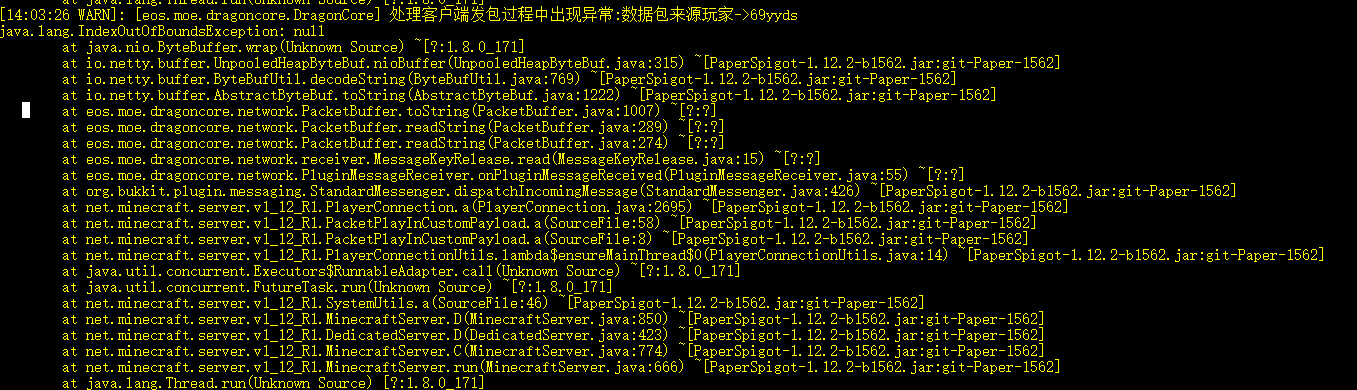 at java.lang.Thread.run(Unknown Source) [?:1.8.0_171]
[14:03:26 WARN]: [eos.moe.dragoncore.DragonCore] 处理客户端发包过程中出现异常:数据包来源玩家->69yyds
java.lang.IndexOutOfBoundsException: null
at java.nio.ByteBuffer.wrap(Unknown Source) ~[?:1.8.0_171]
at io.netty.buffer.UnpooledHeapByteBuf.nioBuffer(UnpooledHeapByteBuf.java:315) ~[PaperSpigot-1.12.2-b1562.jar:git-Paper-1562]
at io.netty.buffer.ByteBufUtil.decodeString(ByteBufUtil.java:769) ~[PaperSpigot-1.12.2-b1562.jar:git-Paper-1562]
at io.netty.buffer.AbstractByteBuf.toString(AbstractByteBuf.java:1222) ~[PaperSpigot-1.12.2-b1562.jar:git-Paper-1562]
at eos.moe.dragoncore.network.PacketBuffer.toString(PacketBuffer.java:1007) ~[?:?]
at eos.moe.dragoncore.network.PacketBuffer.readString(PacketBuffer.java:289) ~[?:?]
at eos.moe.dragoncore.network.PacketBuffer.readString(PacketBuffer.java:274) ~[?:?]
at eos.moe.dragoncore.network.receiver.MessageKeyRelease.read(MessageKeyRelease.java:15) ~[?:?]
at eos.moe.dragoncore.network.PluginMessageReceiver.onPluginMessageReceived(PluginMessageReceiver.java:55) ~[?:?]
at org.bukkit.plugin.messaging.StandardMessenger.dispatchIncomingMessage(StandardMessenger.java:426) ~[PaperSpigot-1.12.2-b1562.jar:git-Paper-1562]
at net.minecraft.server.v1_12_R1.PlayerConnection.a(PlayerConnection.java:2695) ~[PaperSpigot-1.12.2-b1562.jar:git-Paper-1562]
at net.minecraft.server.v1_12_R1.PacketPlayInCustomPayload.a(SourceFile:58) ~[PaperSpigot-1.12.2-b1562.jar:git-Paper-1562]
at net.minecraft.server.v1_12_R1.PacketPlayInCustomPayload.a(SourceFile:8) ~[PaperSpigot-1.12.2-b1562.jar:git-Paper-1562]
at net.minecraft.server.v1_12_R1.PlayerConnectionUtils.lambda$ensureMainThread$0(PlayerConnectionUtils.java:14) ~[PaperSpigot-1.12.2-b1562.jar:git-Paper-1562]
at java.util.concurrent.Executors$RunnableAdapter.call(Unknown Source) ~[?:1.8.0_171]
at java.util.concurrent.FutureTask.run(Unknown Source) ~[?:1.8.0_171]
at net.minecraft.server.v1_12_R1.SystemUtils.a(SourceFile:46) ~[PaperSpigot-1.12.2-b1562.jar:git-Paper-1562]
at net.minecraft.server.v1_12_R1.MinecraftServer.D(MinecraftServer.java:850) ~[PaperSpigot-1.12.2-b1562.jar:git-Paper-1562]
at net.minecraft.server.v1_12_R1.DedicatedServer.D(DedicatedServer.java:423) ~[PaperSpigot-1.12.2-b1562.jar:git-Paper-1562]
at net.minecraft.server.v1_12_R1.MinecraftServer.C(MinecraftServer.java:774) ~[PaperSpigot-1.12.2-b1562.jar:git-Paper-1562]
at net.minecraft.server.v1_12_R1.MinecraftServer.run(MinecraftServer.java:666) ~[PaperSpigot-1.12.2-b1562.jar:git-Paper-1562]
at java.lang.Thread.run(Unknown Source) [?:1.8.0_171]